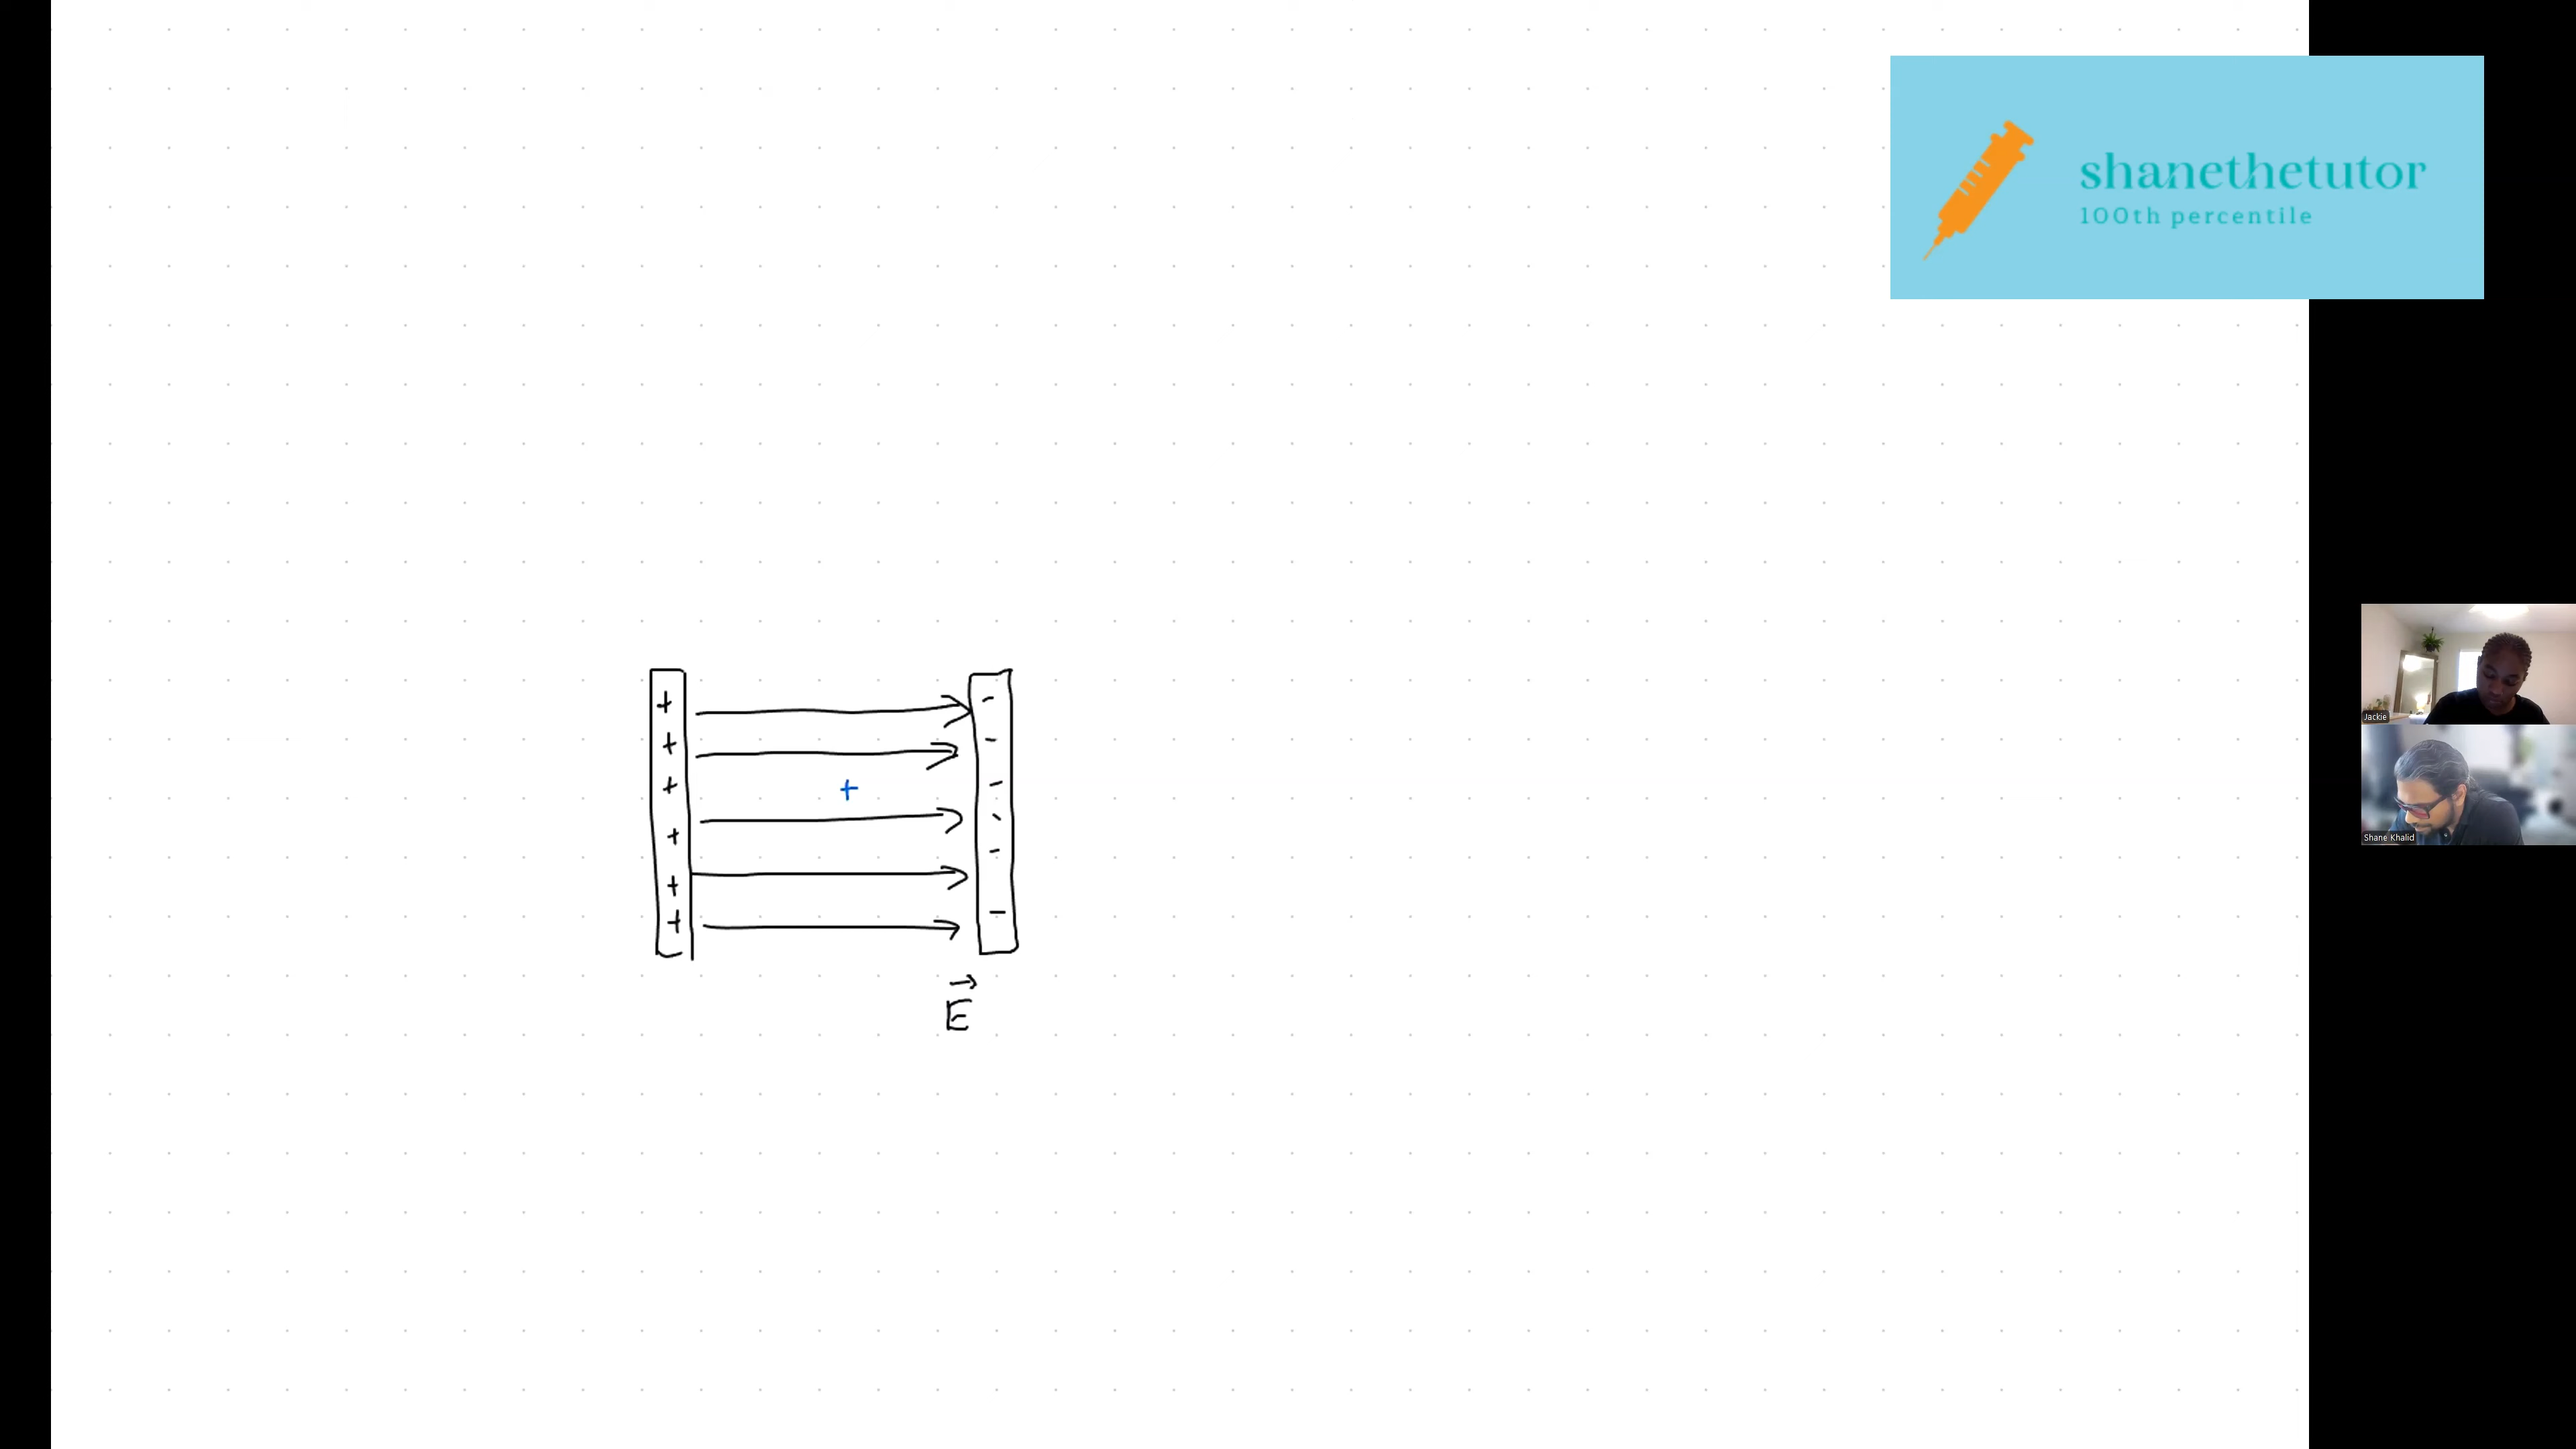 shanethetutor
100th percentile
+ -
+ -
+ + -
+ -
+ -
+ -
E
Jackie
Shane Khalid